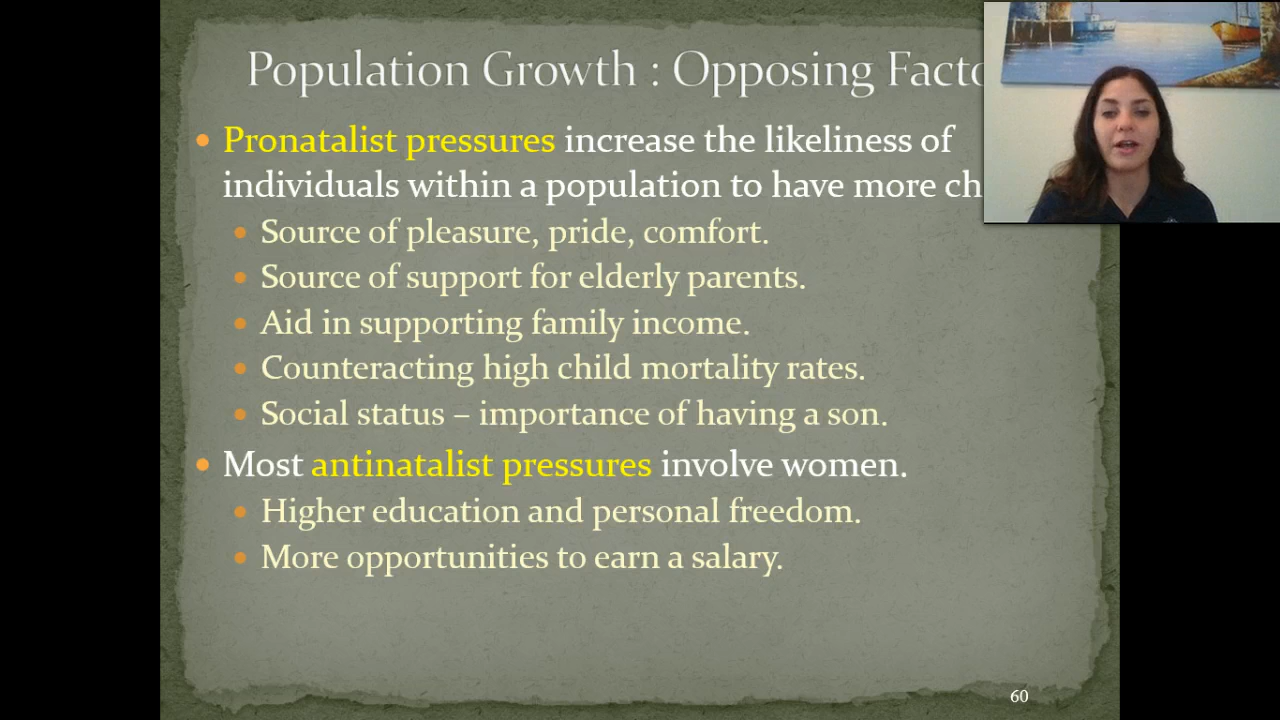 Population Growth : Opposing
• Pronatalist pressures increase the likeliness of
individuals within a population to have more
• Source of pleasure, pride, comfort.
• Source of support for elderly parents.
• Aid in supporting family income.
• Counteracting high child mortality rates.
• Social status – importance of having a son.
• Most antinatalist pressures involve women.
• Higher education and personal freedom.
• More opportunities to earn a salary.
60